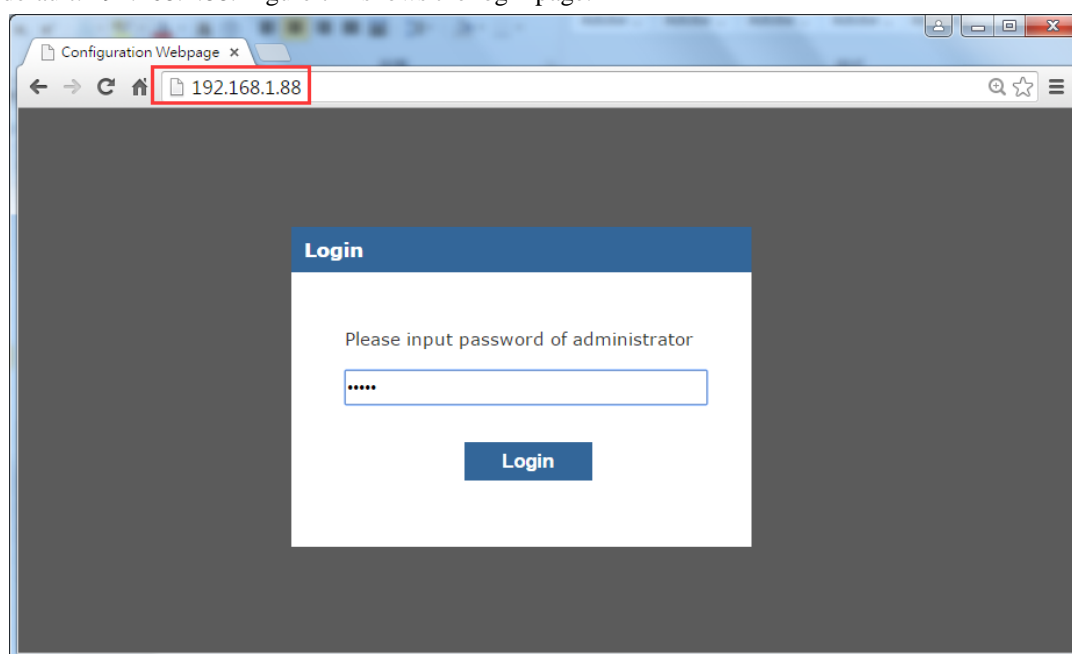 Configuration Webpage
192.168.1.88
Login
Please input password of administrator
•••••
Login